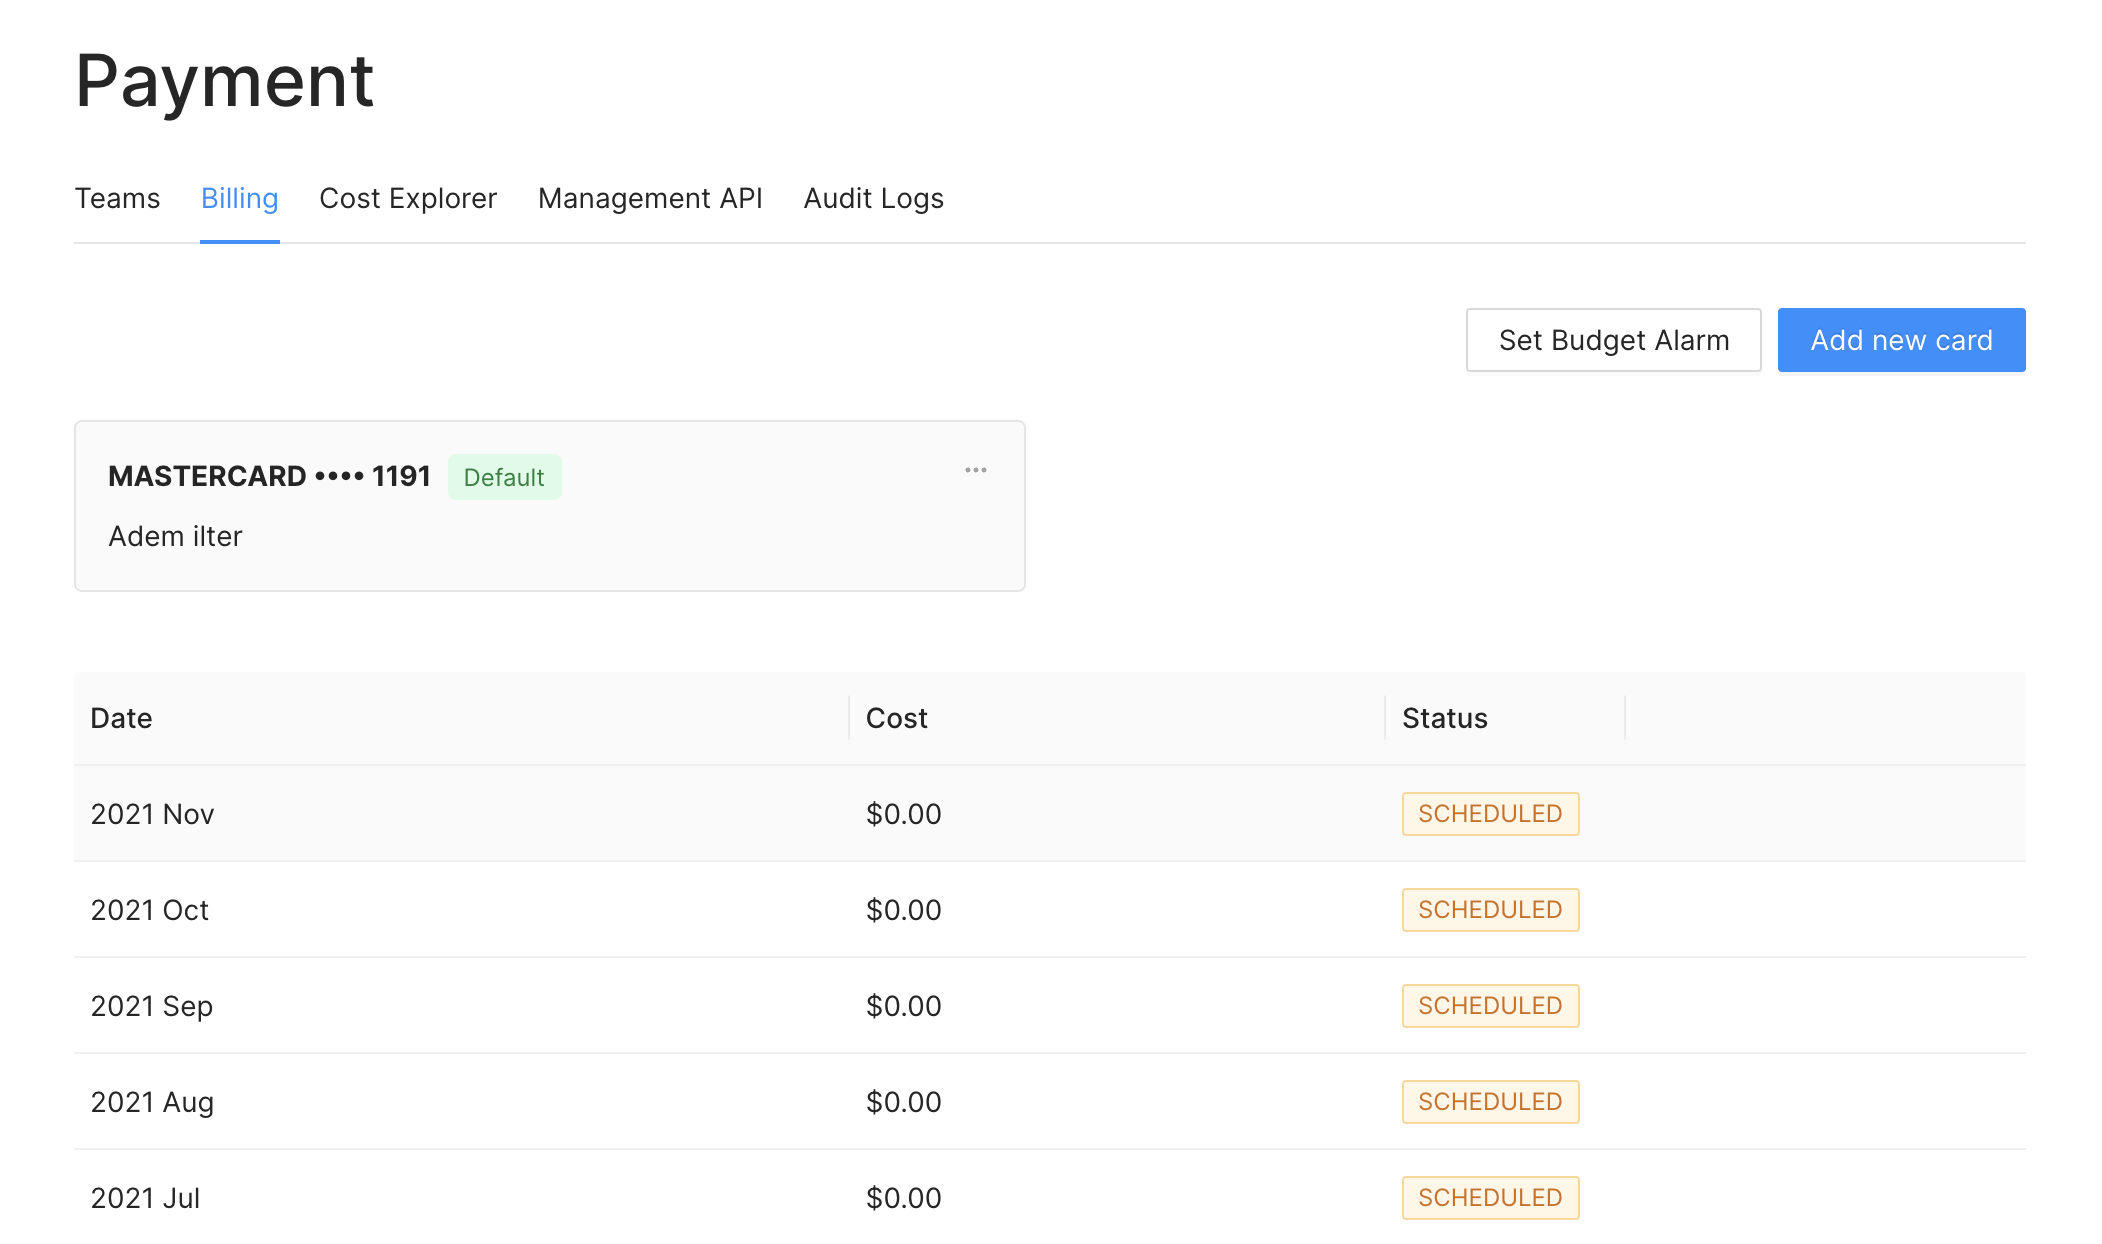 Payment
Teams Billing Cost Explorer Management API Audit Logs
Set Budget Alarm Add new card
MASTERCARD •••• 1191 Default
Adem ilter
Date Cost Status
2021 Nov $0.00 SCHEDULED
2021 Oct $0.00 SCHEDULED
2021 Sep $0.00 SCHEDULED
2021 Aug $0.00 SCHEDULED
2021 Jul $0.00 SCHEDULED